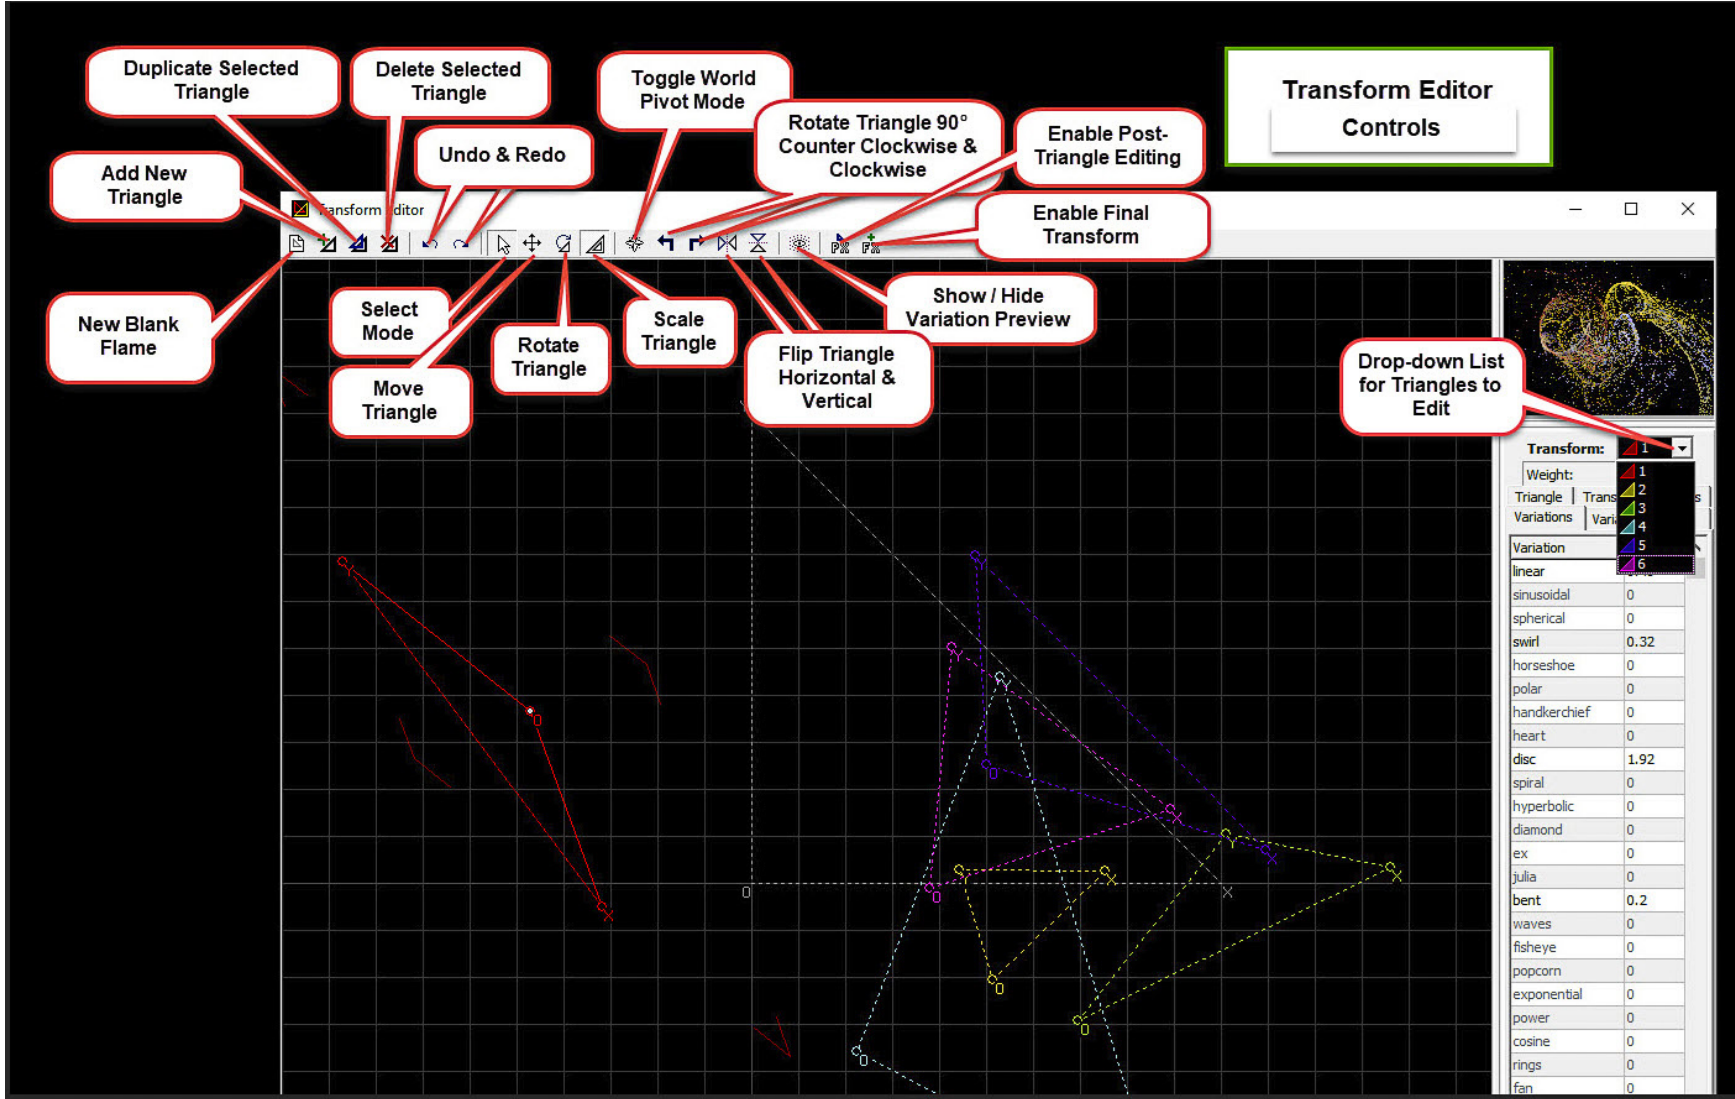 Duplicate Selected
Triangle
Delete Selected
Triangle
Toggle World
Pivot Mode
Transform Editor
Controls
Undo & Redo
Rotate Triangle 90°
Counter Clockwise &
Clockwise
Enable Post-
Triangle Editing
Add New
Triangle
Enable Final
Transform
Transform Editor
PX
FX
New Blank
Flame
Select
Mode
Move
Triangle
Rotate
Triangle
Scale
Triangle
Show / Hide
Variation Preview
Flip Triangle
Horizontal &
Vertical
Drop-down List
for Triangles to
Edit
Transform: 1
Weight:
1
2
3
4
5
6
Triangle
Trans
s
Variations
Vari
Variation
linear
sinusoidal 0
spherical 0
swirl 0.32
horseshoe 0
polar 0
handkerchief 0
heart 0
disc 1.92
spiral 0
hyperbolic 0
diamond 0
ex 0
julia 0
bent 0.2
waves 0
fisheye 0
popcorn 0
exponential 0
power 0
cosine 0
rings 0
fan 0
Y
O
X
O
X
Y
O
X
Y
O
X
Y
O
Y
O
X
Y
X
O